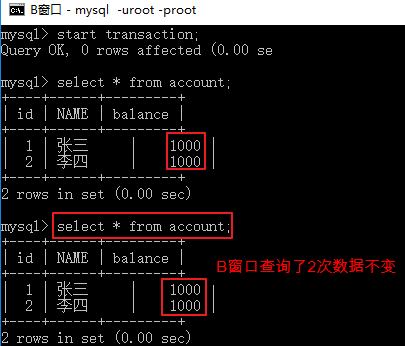 B窗口 - mysql -uroot -proot
mysql> start transaction;
Query OK, 0 rows affected (0.00 se
mysql> select * from account;
+----+------+---------+
| id | NAME | balance |
+----+------+---------+
| 1 | 张三 | 1000 |
| 2 | 李四 | 1000 |
+----+------+---------+
2 rows in set (0.00 sec)
mysql> select * from account;
+----+------+---------+
| id | NAME | balance |
+----+------+---------+
B窗口查询了2次数据不变
| 1 | 张三 | 1000 |
| 2 | 李四 | 1000 |
+----+------+---------+
2 rows in set (0.00 sec)